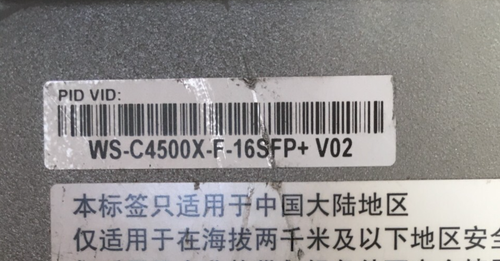 PID VID:
WS-C4500X-F-16SFP+ V02
本标签只适用于中国大陆地区
仅适用于在海拔两千米及以下地区安全